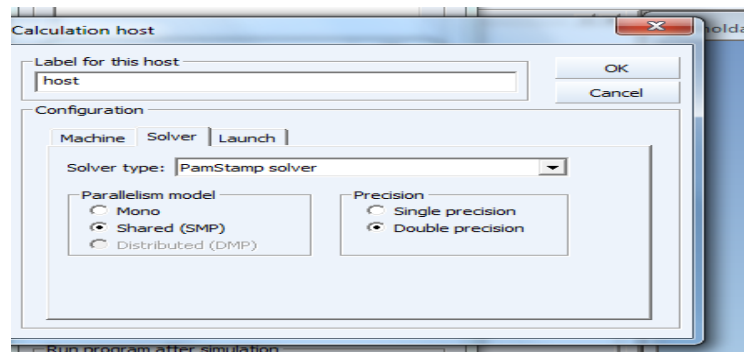 Calculation host
Label for this host
host
OK
Cancel
Configuration
Machine
Solver
Launch
Solver type:
PamStamp solver
Parallelism model
Mono
Shared (SMP)
Distributed (DMP)
Precision
Single precision
Double precision
Run program after simulation